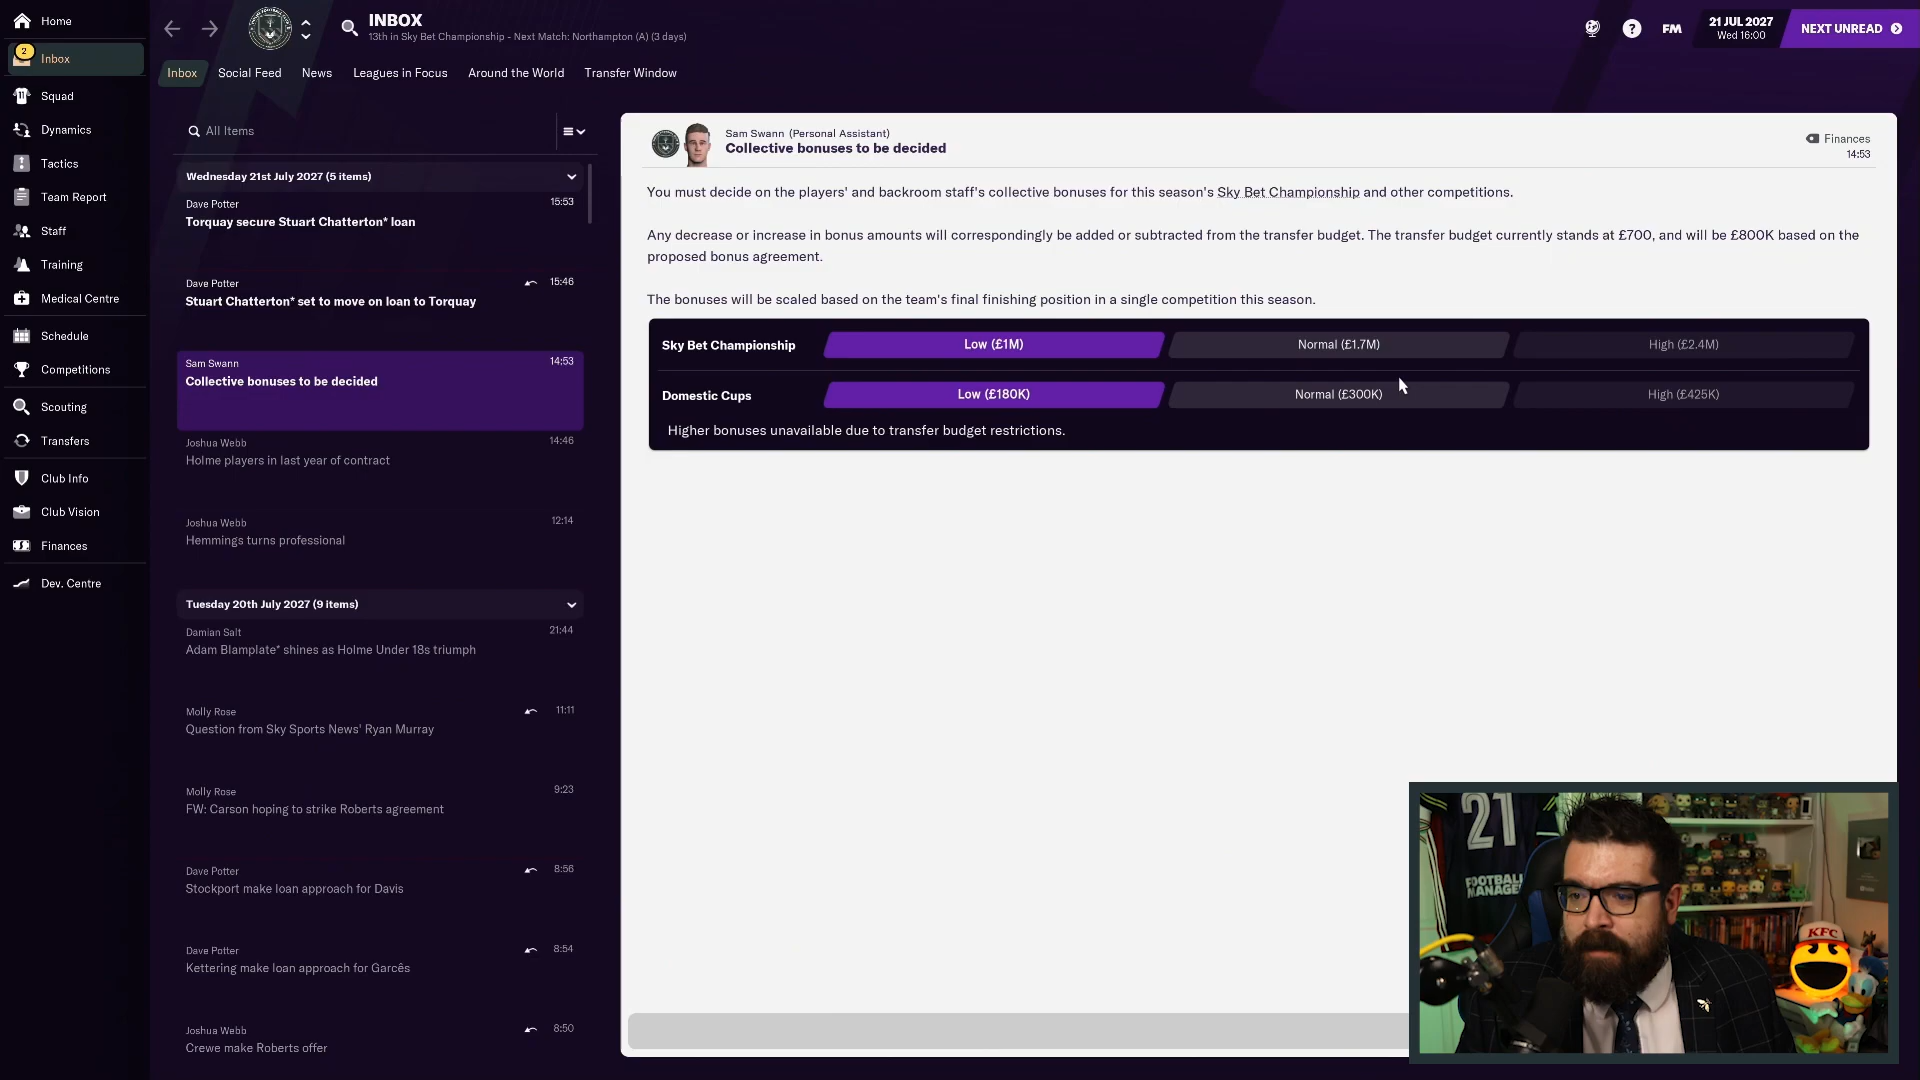 Home
2
Inbox
Squad
Dynamics
Tactics
Team Report
Staff
Training
Medical Centre
Schedule
Competitions
Scouting
Transfers
Club Info
Club Vision
Finances
Dev. Centre
INBOX
13th in Sky Bet Championship - Next Match: Northampton (A) (3 days)
?
FM
21 JUL 2027
Wed 16:00
NEXT UNREAD
Inbox
Social Feed
News
Leagues in Focus
Around the World
Transfer Window
All Items
Wednesday 21st July 2027 (5 items)
Dave Potter
15:53
Torquay secure Stuart Chatterton* loan
Dave Potter
15:46
Stuart Chatterton* set to move on loan to Torquay
Sam Swann
14:53
Collective bonuses to be decided
Joshua Webb
14:46
Holme players in last year of contract
Joshua Webb
12:14
Hemmings turns professional
Tuesday 20th July 2027 (9 items)
Damian Salt
21:44
Adam Blamplate* shines as Holme Under 18s triumph
Molly Rose
11:11
Question from Sky Sports News' Ryan Murray
Molly Rose
9:23
FW: Carson hoping to strike Roberts agreement
Dave Potter
8:56
Stockport make loan approach for Davis
Dave Potter
8:54
Kettering make loan approach for Garcês
Joshua Webb
8:50
Crewe make Roberts offer
Sam Swann (Personal Assistant)
Collective bonuses to be decided
Finances
14:53
You must decide on the players' and backroom staff's collective bonuses for this season's Sky Bet Championship and other competitions.
Any decrease or increase in bonus amounts will correspondingly be added or subtracted from the transfer budget. The transfer budget currently stands at £700, and will be £800K based on the
proposed bonus agreement.
The bonuses will be scaled based on the team's final finishing position in a single competition this season.
Sky Bet Championship
Low (£1M)
Normal (£1.7M)
High (£2.4M)
Domestic Cups
Low (£180K)
Normal (£300K)
High (£425K)
Higher bonuses unavailable due to transfer budget restrictions.
21
FOOTBALL
MANAGER
KFC